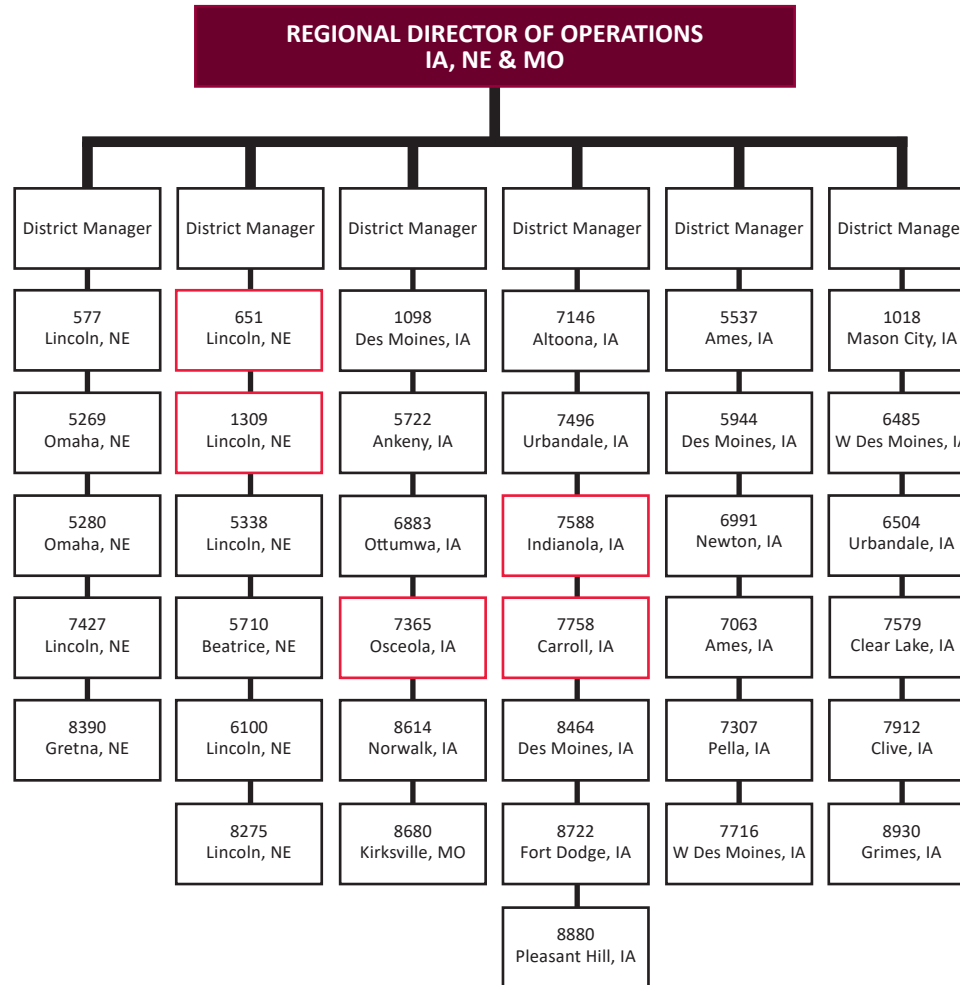 REGIONAL DIRECTOR OF OPERATIONS
IA, NE & MO
District Manager
577
Lincoln, NE
5269
Omaha, NE
5280
Omaha, NE
7427
Lincoln, NE
8390
Gretna, NE
District Manager
651
Lincoln, NE
1309
Lincoln, NE
5338
Lincoln, NE
5710
Beatrice, NE
6100
Lincoln, NE
8275
Lincoln, NE
District Manager
1098
Des Moines, IA
5722
Ankeny, IA
6883
Ottumwa, IA
7365
Osceola, IA
8614
Norwalk, IA
8680
Kirksville, MO
District Manager
7146
Altoona, IA
7496
Urbandale, IA
7588
Indianola, IA
7758
Carroll, IA
8464
Des Moines, IA
8722
Fort Dodge, IA
8880
Pleasant Hill, IA
District Manager
5537
Ames, IA
5944
Des Moines, IA
6991
Newton, IA
7063
Ames, IA
7307
Pella, IA
7716
W Des Moines, IA
District Manage
1018
Mason City, IA
6485
W Des Moines, IA
6504
Urbandale, IA
7579
Clear Lake, IA
7912
Clive, IA
8930
Grimes, IA